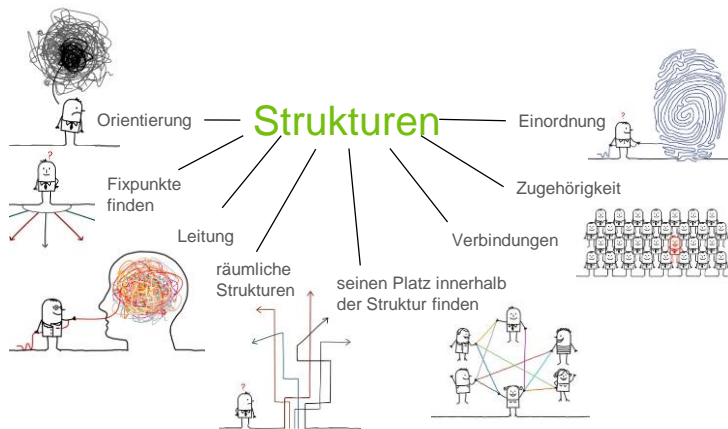 Strukturen
Orientierung
Fixpunkte
finden
Leitung
räumliche
Strukturen
seinen Platz innerhalb
der Struktur finden
Verbindungen
Zugehörigkeit
Einordnung
?
?
?
?